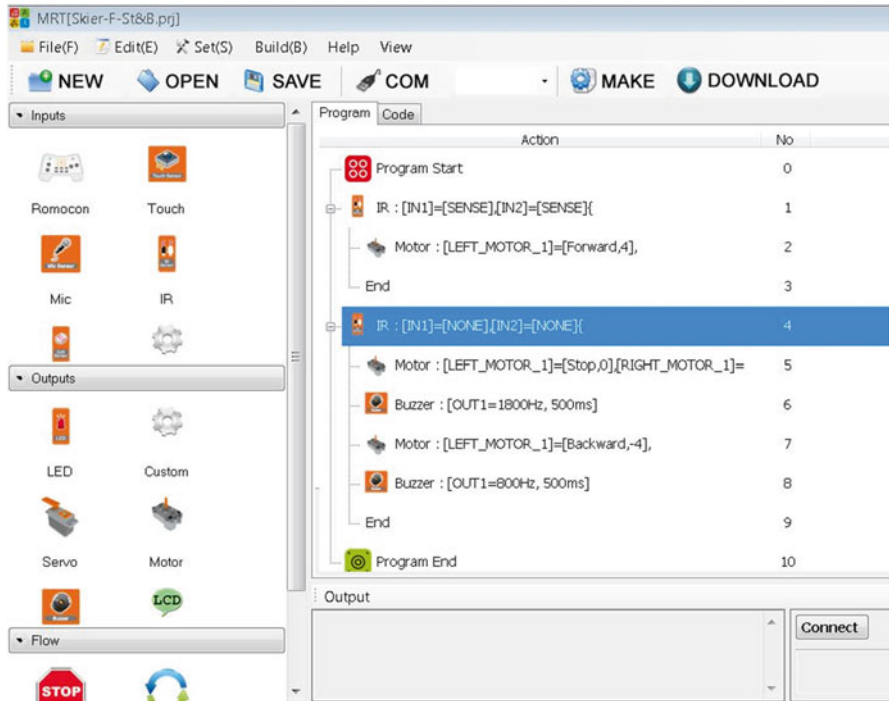 MRT[Skier-F-St&B.prj]
File(F) Edit(E) Set(S) Build(B) Help View
NEW OPEN SAVE COM MAKE DOWNLOAD
Inputs
Romocon Touch
Mic IR
Outputs
LED Custom
Servo Motor
LCD
Flow
STOP
Program Code
Action No
Program Start 0
IR : [IN1]=[SENSE],[IN2]=[SENSE]{ 1
Motor : [LEFT_MOTOR_1]=[Forward,4], 2
End 3
IR : [IN1]=[NONE],[IN2]=[NONE]{ 4
Motor : [LEFT_MOTOR_1]=[Stop,0],[RIGHT_MOTOR_1]= 5
Buzzer : [OUT1=1800Hz, 500ms] 6
Motor : [LEFT_MOTOR_1]=[Backward,-4], 7
Buzzer : [OUT1=800Hz, 500ms] 8
End 9
Program End 10
Output
Connect